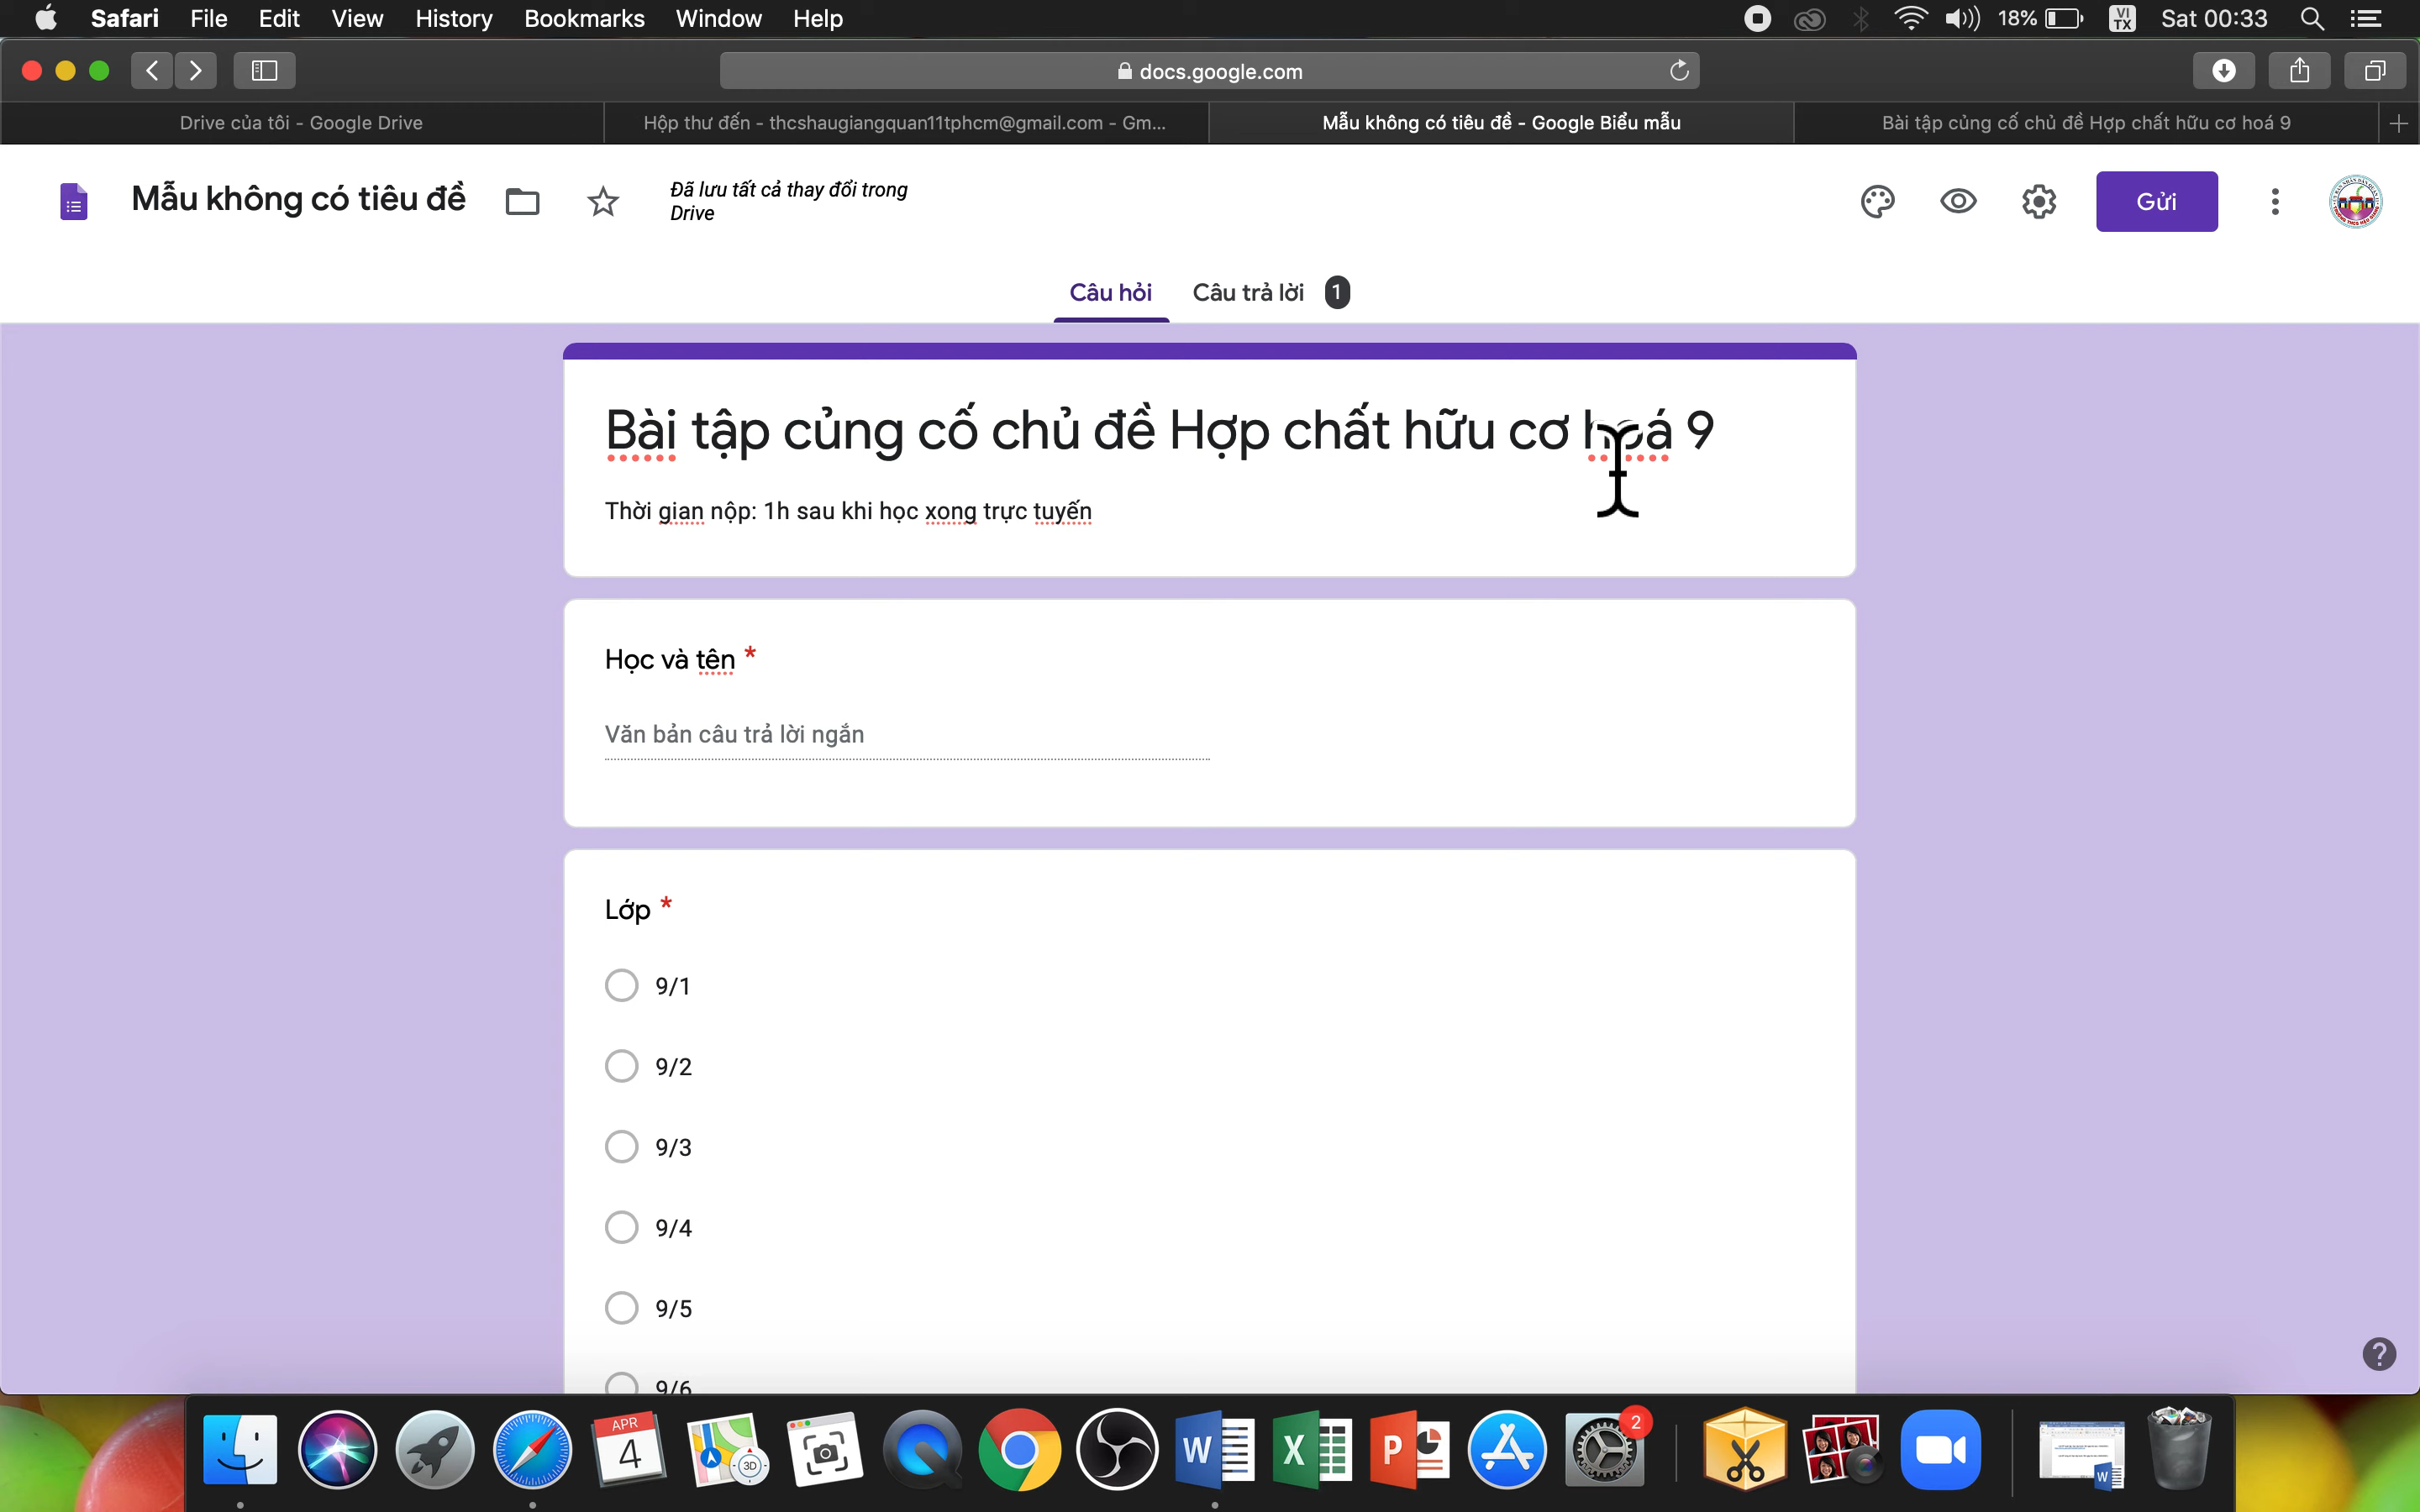 Safari File Edit View History Bookmarks Window Help 18% VI TX Sat 00:33
docs.google.com
Drive của tôi - Google Drive Hộp thư đến - thcshaugiangquan11tphcm@gmail.com - Gm... Mẫu không có tiêu đề - Google Biểu mẫu Bài tập củng cố chủ đề Hợp chất hữu cơ hoá 9
Mẫu không có tiêu đề Đã lưu tất cả thay đổi trong
Drive
Gửi
Câu hỏi Câu trả lời 1
Bài tập củng cố chủ đề Hợp chất hữu cơ hoá 9
Thời gian nộp: 1h sau khi học xong trực tuyến
Học và tên *
Văn bản câu trả lời ngắn
Lớp *
9/1
9/2
9/3
9/4
9/5
9/6
APR
4
3D
W
X
P
2
W